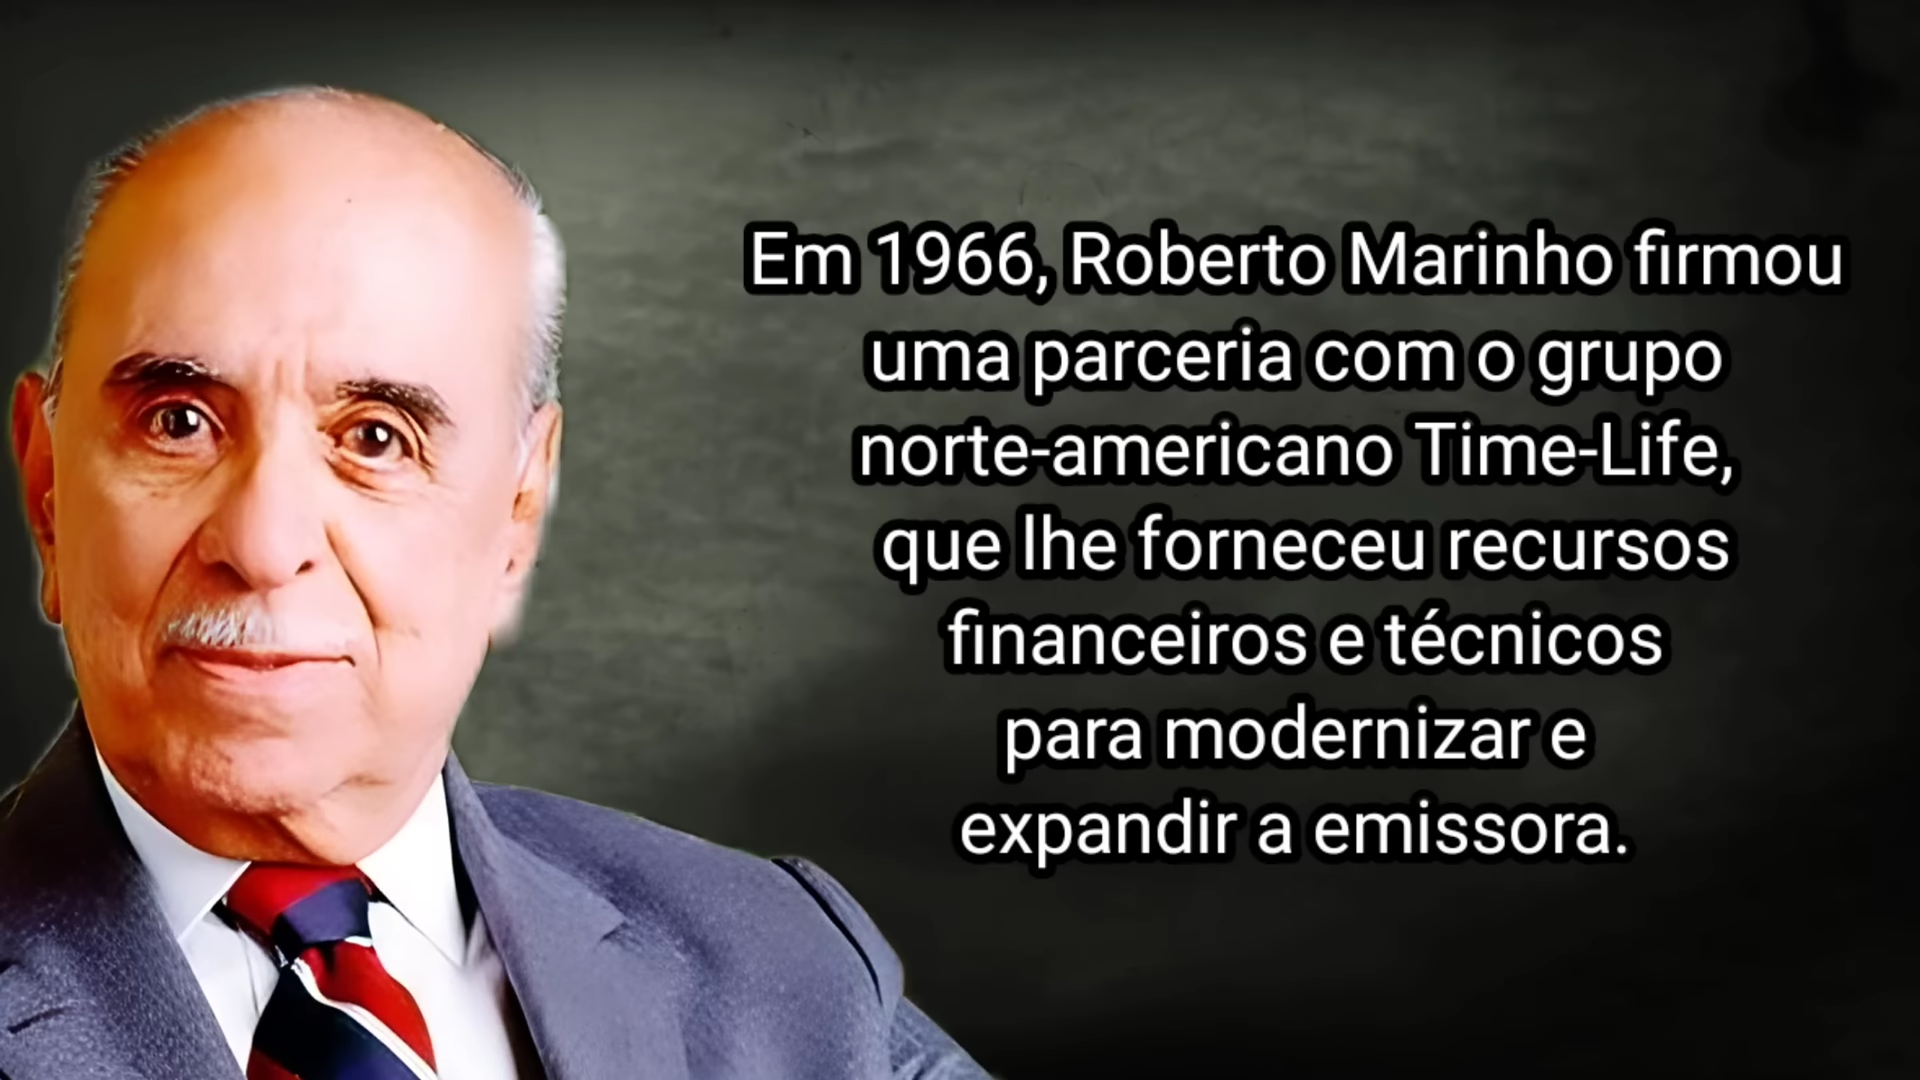 Em 1966, Roberto Marinho firmou
uma parceria com o grupo
norte-americano Time-Life,
que lhe forneceu recursos
financeiros e técnicos
para modernizar e
expandir a emissora.